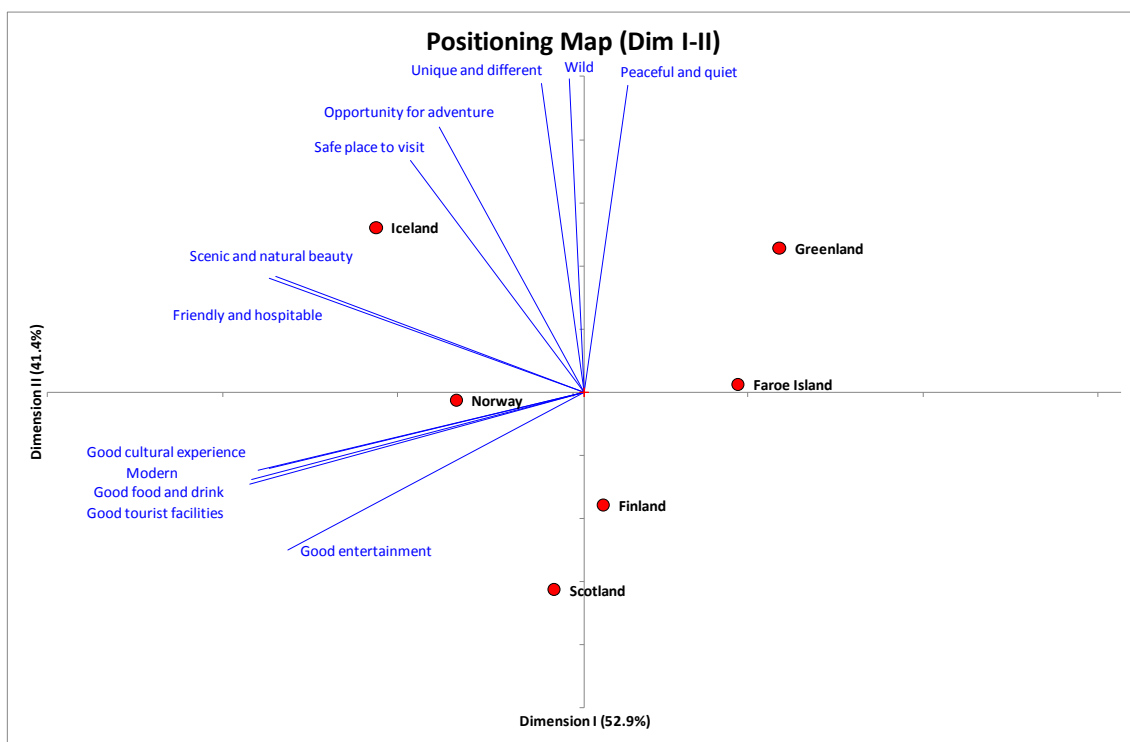 Positioning Map (Dim I-II)
Unique and different
Wild
Peaceful and quiet
Opportunity for adventure
Safe place to visit
Iceland
Greenland
Scenic and natural beauty
Friendly and hospitable
Dimension II (41.4%)
Faroe Island
Norway
Good cultural experience
Modern
Good food and drink
Good tourist facilities
Finland
Good entertainment
Scotland
Dimension I (52.9%)